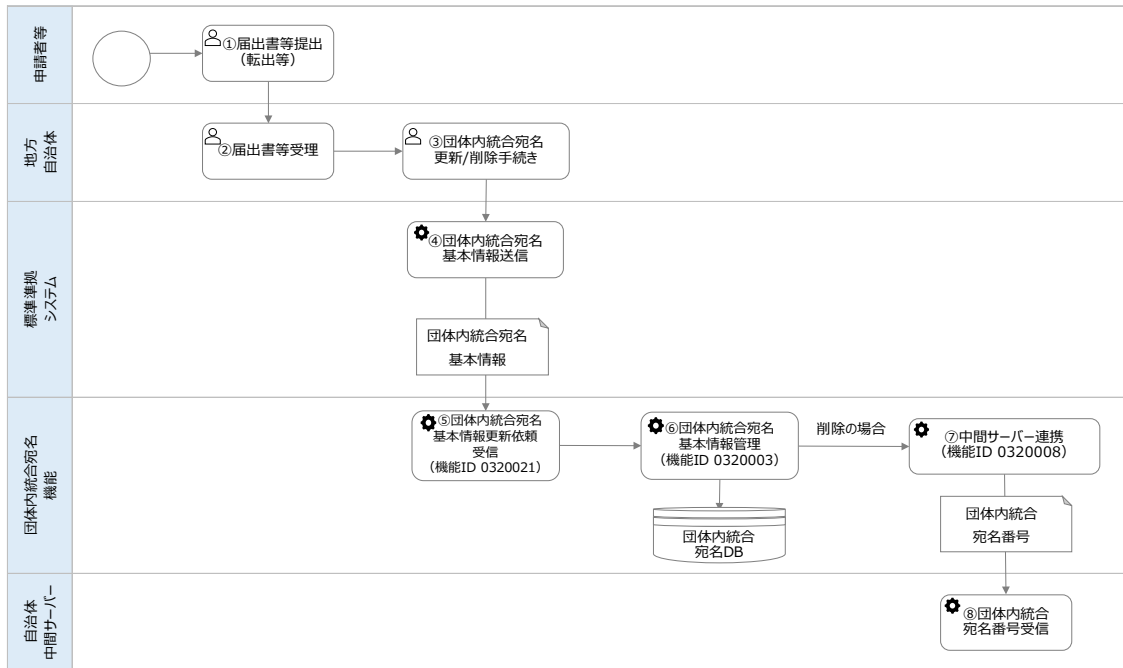 申請者等
①届出書等提出
（転出等）
地方
自治体
②届出書等受理
③団体内統合宛名
更新/削除手続き
標準準拠
システム
④団体内統合宛名
基本情報送信
団体内統合宛名
基本情報
団体内統合宛名
機能
⑤団体内統合宛名
基本情報更新依頼
受信
（機能ID 0320021）
⑥団体内統合宛名
基本情報管理
（機能ID 0320003）
削除の場合
⑦中間サーバー連携
（機能ID 0320008）
団体内統合
宛名DB
団体内統合
宛名番号
自治体
中間サーバー
⑧団体内統合
宛名番号受信